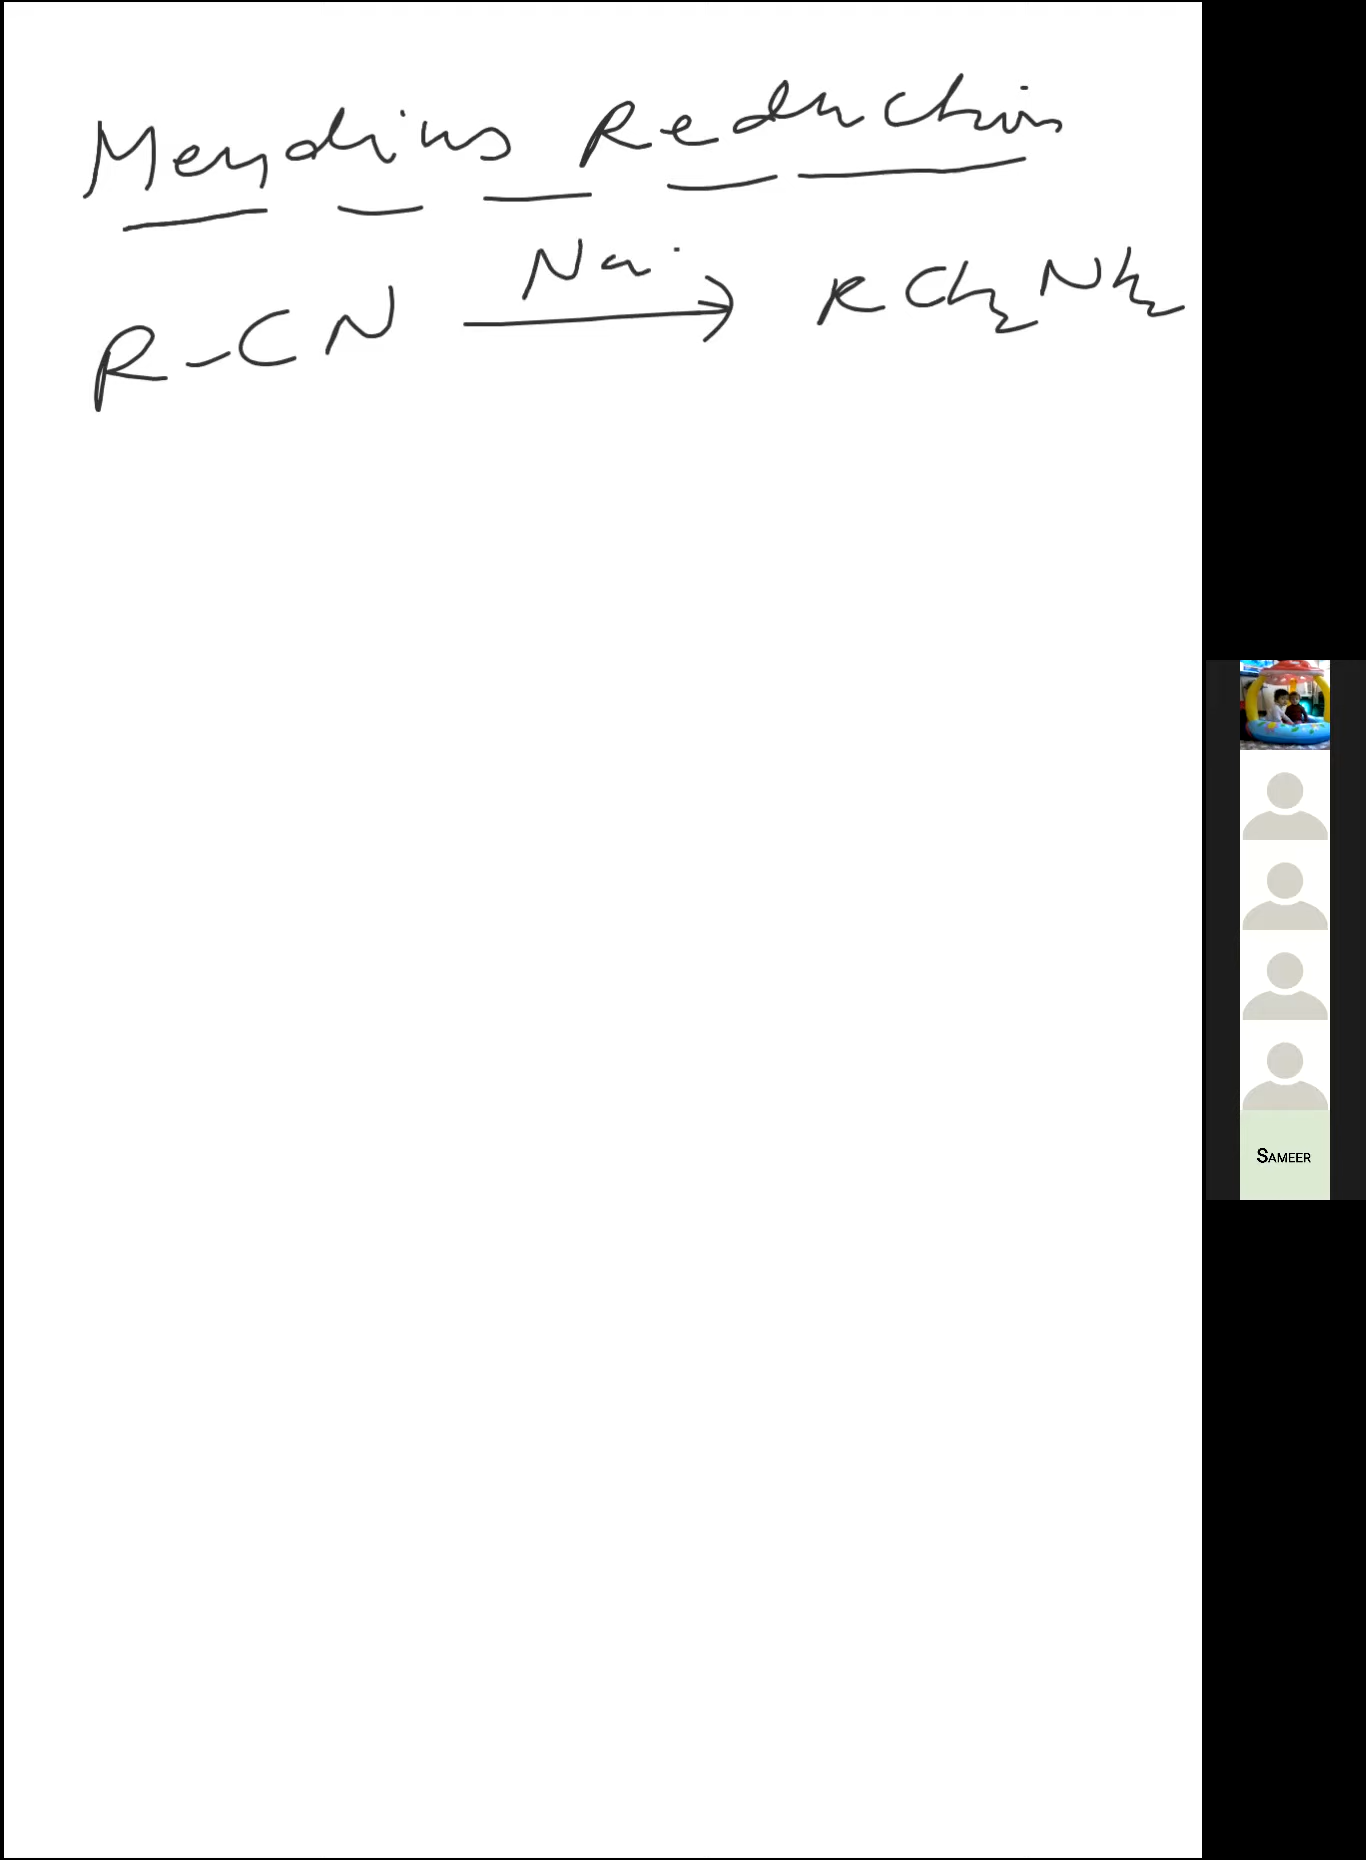 Mendius Reduction
Na.
R-CN → RCH₂NH₂
SAMEER